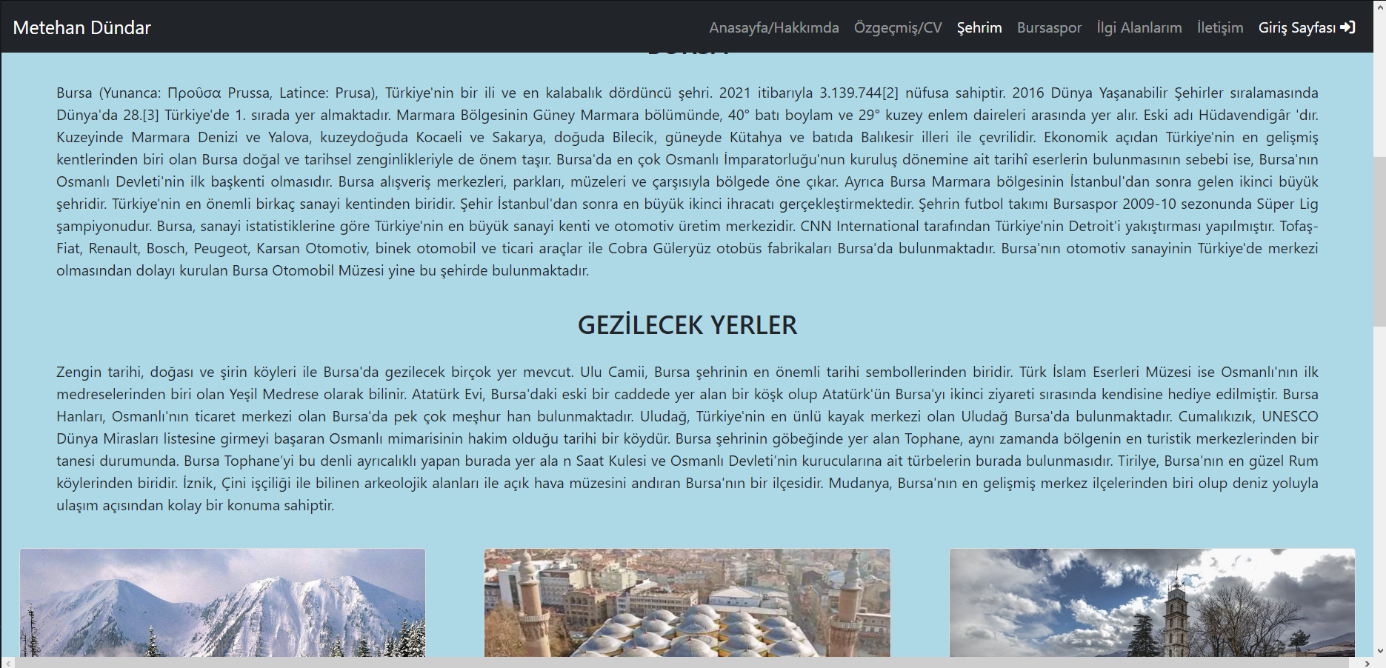 Metehan Dündar
Anasayfa/Hakkımda Özgeçmiş/CV Şehrim Bursaspor İlgi Alanlarım İletişim Giriş Sayfası
Bursa (Yunanca: Προῦσα Prussa, Latince: Prusa), Türkiye'nin bir ili ve en kalabalık dördüncü şehri. 2021 itibarıyla 3.139.744[2] nüfusa sahiptir. 2016 Dünya Yaşanabilir Şehirler sıralamasında
Dünya'da 28.[3] Türkiye'de 1. sırada yer almaktadır. Marmara Bölgesinin Güney Marmara bölümünde, 40° batı boylam ve 29° kuzey enlem daireleri arasında yer alır. Eski adı Hüdavendigâr 'dır.
Kuzeyinde Marmara Denizi ve Yalova, kuzeydoğuda Kocaeli ve Sakarya, doğuda Bilecik, güneyde Kütahya ve batıda Balıkesir illeri ile çevrilidir. Ekonomik açıdan Türkiye'nin en gelişmiş
kentlerinden biri olan Bursa doğal ve tarihsel zenginlikleriyle de önem taşır. Bursa'da en çok Osmanlı İmparatorluğu'nun kuruluş dönemine ait tarihî eserlerin bulunmasının sebebi ise, Bursa'nın
Osmanlı Devleti'nin ilk başkenti olmasıdır. Bursa alışveriş merkezleri, parkları, müzeleri ve çarşısıyla bölgede öne çıkar. Ayrıca Bursa Marmara bölgesinin İstanbul'dan sonra gelen ikinci büyük
şehridir. Türkiye'nin en önemli birkaç sanayi kentinden biridir. Şehir İstanbul'dan sonra en büyük ikinci ihracatı gerçekleştirmektedir. Şehrin futbol takımı Bursaspor 2009-10 sezonunda Süper Lig
şampiyonudur. Bursa, sanayi istatistiklerine göre Türkiye'nin en büyük sanayi kenti ve otomotiv üretim merkezidir. CNN International tarafından Türkiye'nin Detroit'i yakıştırması yapılmıştır. Tofaş-
Fiat, Renault, Bosch, Peugeot, Karsan Otomotiv, binek otomobil ve ticari araçlar ile Cobra Güleryüz otobüs fabrikaları Bursa'da bulunmaktadır. Bursa'nın otomotiv sanayinin Türkiye'de merkezi
olmasından dolayı kurulan Bursa Otomobil Müzesi yine bu şehirde bulunmaktadır.
GEZİLECEK YERLER
Zengin tarihi, doğası ve şirin köyleri ile Bursa'da gezilecek birçok yer mevcut. Ulu Camii, Bursa şehrinin en önemli tarihi sembollerinden biridir. Türk İslam Eserleri Müzesi ise Osmanlı'nın ilk
medreselerinden biri olan Yeşil Medrese olarak bilinir. Atatürk Evi, Bursa'daki eski bir caddede yer alan bir köşk olup Atatürk'ün Bursa'yı ikinci ziyareti sırasında kendisine hediye edilmiştir. Bursa
Hanları, Osmanlı'nın ticaret merkezi olan Bursa'da pek çok meşhur han bulunmaktadır. Uludağ, Türkiye'nin en ünlü kayak merkezi olan Uludağ Bursa'da bulunmaktadır. Cumalıkızık, UNESCO
Dünya Mirasları listesine girmeyi başaran Osmanlı mimarisinin hakim olduğu tarihi bir köydür. Bursa şehrinin göbeğinde yer alan Tophane, aynı zamanda bölgenin en turistik merkezlerinden bir
tanesi durumunda. Bursa Tophane’yi bu denli ayrıcalıklı yapan burada yer ala n Saat Kulesi ve Osmanlı Devleti’nin kurucularına ait türbelerin burada bulunmasıdır. Tirilye, Bursa’nın en güzel Rum
köylerinden biridir. İznik, Çini işçiliği ile bilinen arkeolojik alanları ile açık hava müzesini andıran Bursa'nın bir ilçesidir. Mudanya, Bursa'nın en gelişmiş merkez ilçelerinden biri olup deniz yoluyla
ulaşım açısından kolay bir konuma sahiptir.